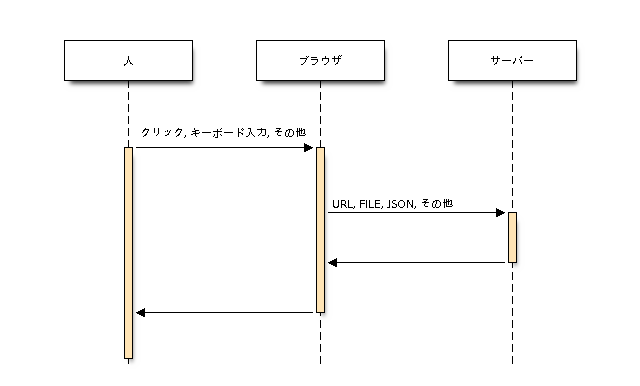 人
ブラウザ
サーバー
クリック, キーボード入力, その他
URL, FILE, JSON, その他